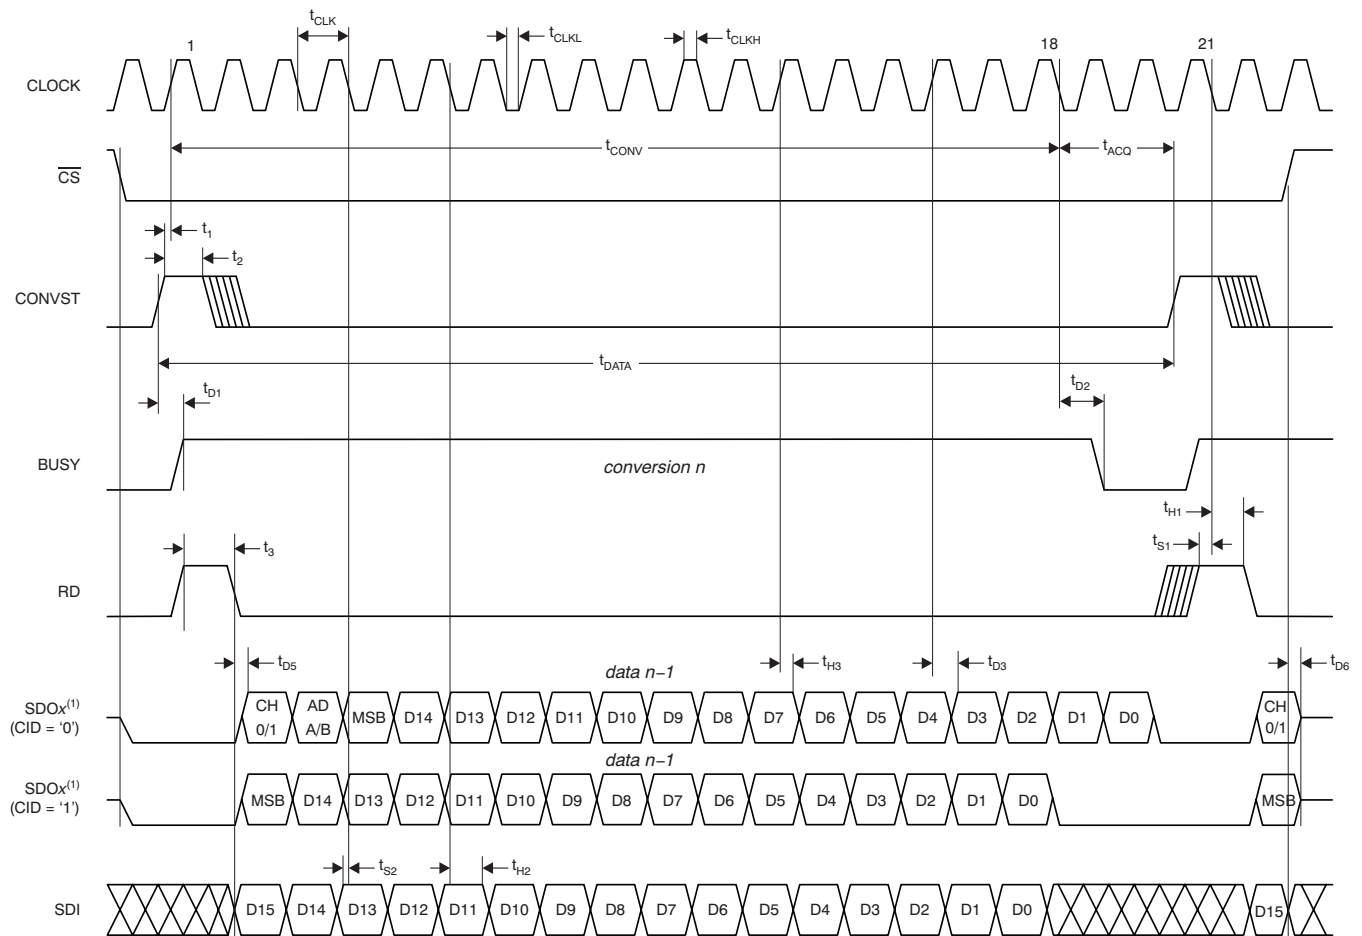 tCLK
1
tCLKL
tCLKH
18
21
CLOCK
tCONV
tACQ
CS
t1
t2
CONVST
tDATA
tD1
tD2
BUSY
conversion n
tH1
t3
tS1
RD
tD5
data n−1
tH3
tD3
tD6
SDOx(1)
(CID = ‘0’)
CH 0/1 AD A/B MSB D14 D13 D12 D11 D10 D9 D8 D7 D6 D5 D4 D3 D2 D1 D0 CH 0/1
data n−1
SDOx(1)
(CID = ‘1’)
MSB D14 D13 D12 D11 D10 D9 D8 D7 D6 D5 D4 D3 D2 D1 D0 MSB
tS2
tH2
SDI
D15 D14 D13 D12 D11 D10 D9 D8 D7 D6 D5 D4 D3 D2 D1 D0 D15